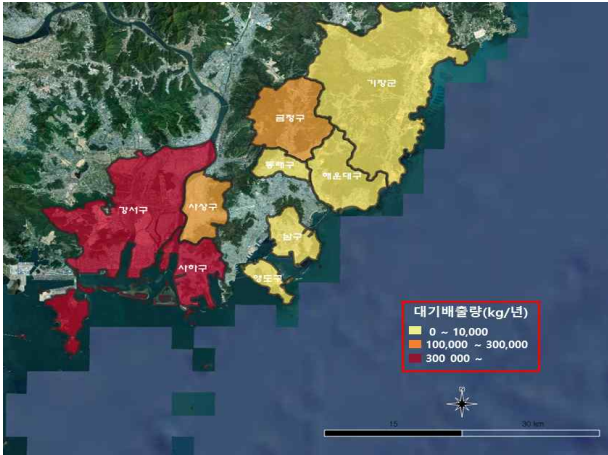 기장군
금정구
동래구
해운대구
강서구
사상구
남구
사하구
영도구
대기배출량(kg/년)
0 ~ 10,000
100,000 ~ 300,000
300 000 ~
N
15
30 km